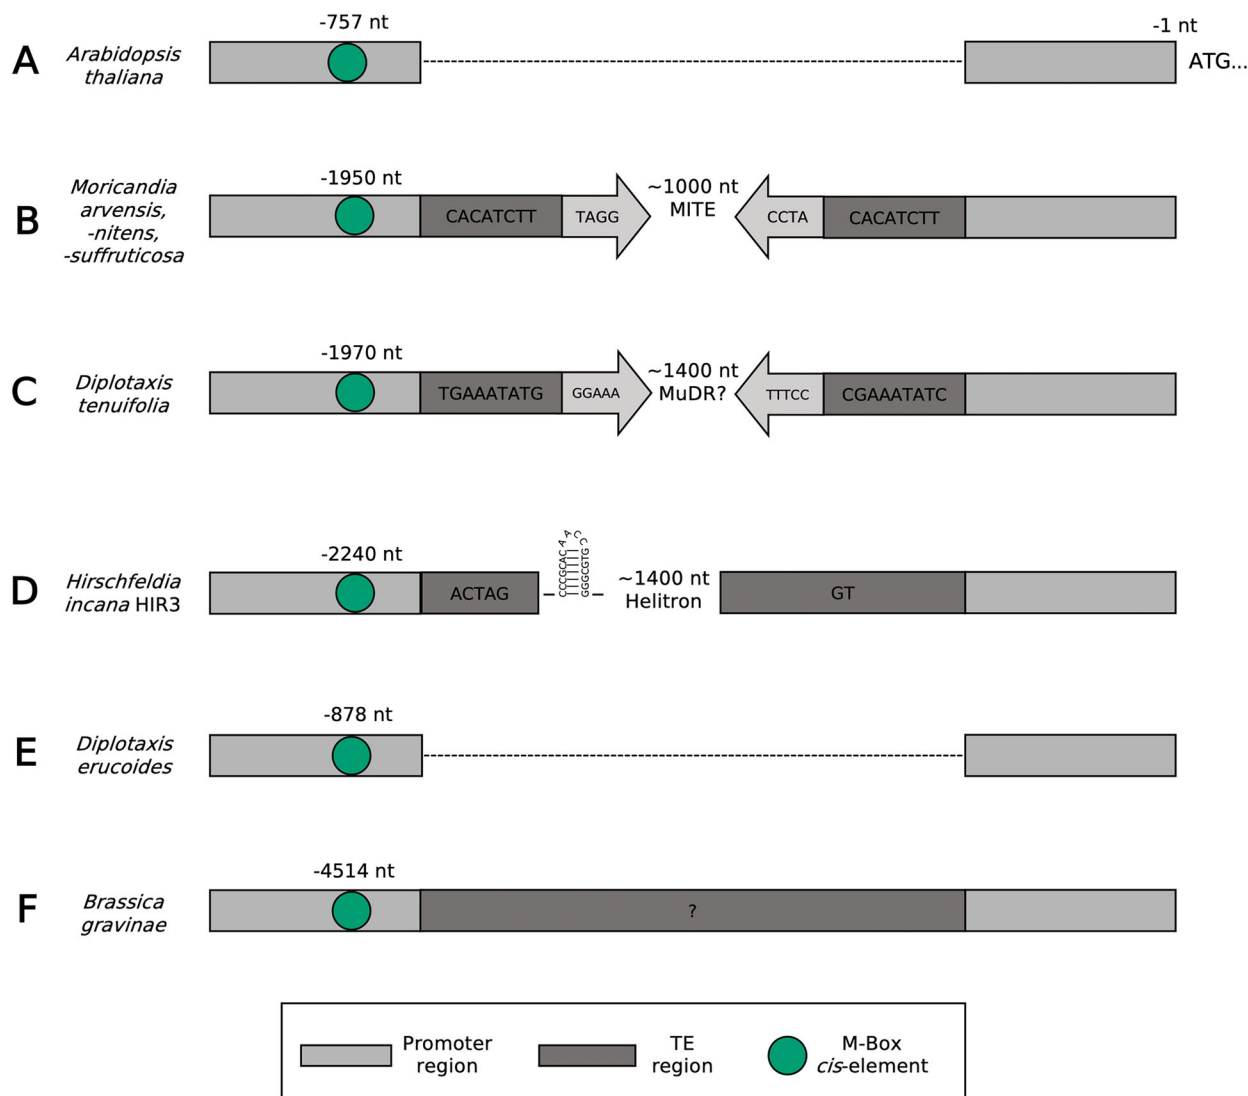 -757 nt
-1 nt
A
Arabidopsis
thaliana
ATG...
B
Moricandia
arvensis,
-nitens,
-suffruticosa
-1950 nt
CACATCTT
TAGG
~1000 nt
MITE
CCTA
CACATCTT
C
Diplotaxis
tenuifolia
-1970 nt
TGAAATATG
GGAAA
~1400 nt
MuDR?
TTTCC
CGAAATATC
D
Hirschfeldia
incana HIR3
-2240 nt
ACTAG
CCCGCAC
A
A
C
C
GGGCGTG
~1400 nt
Helitron
GT
E
Diplotaxis
erucoides
-878 nt
F
Brassica
gravinae
-4514 nt
?
Promoter
region
TE
region
M-Box
cis-element